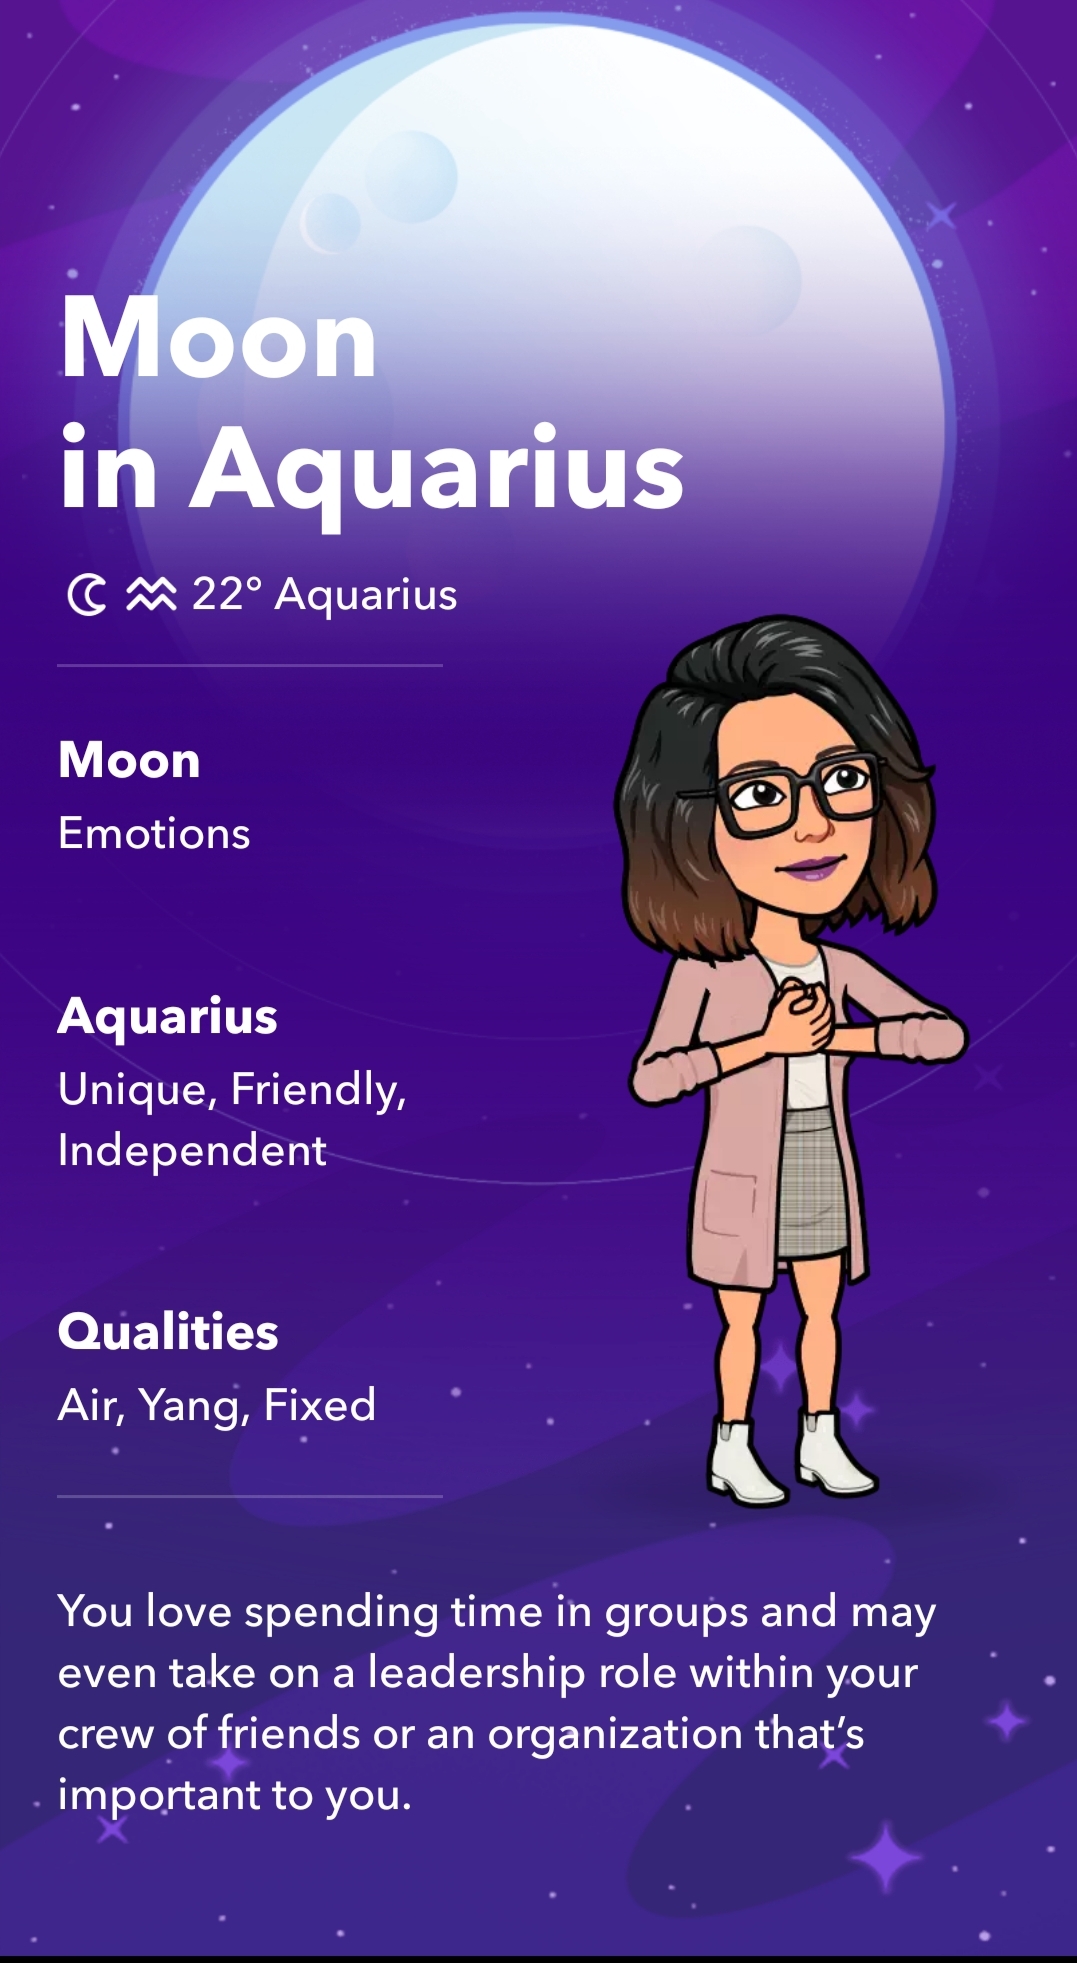 Moon
in Aquarius
☾ ♒ 22° Aquarius
Moon
Emotions
Aquarius
Unique, Friendly,
Independent
Qualities
Air, Yang, Fixed
You love spending time in groups and may
even take on a leadership role within your
crew of friends or an organization that’s
important to you.